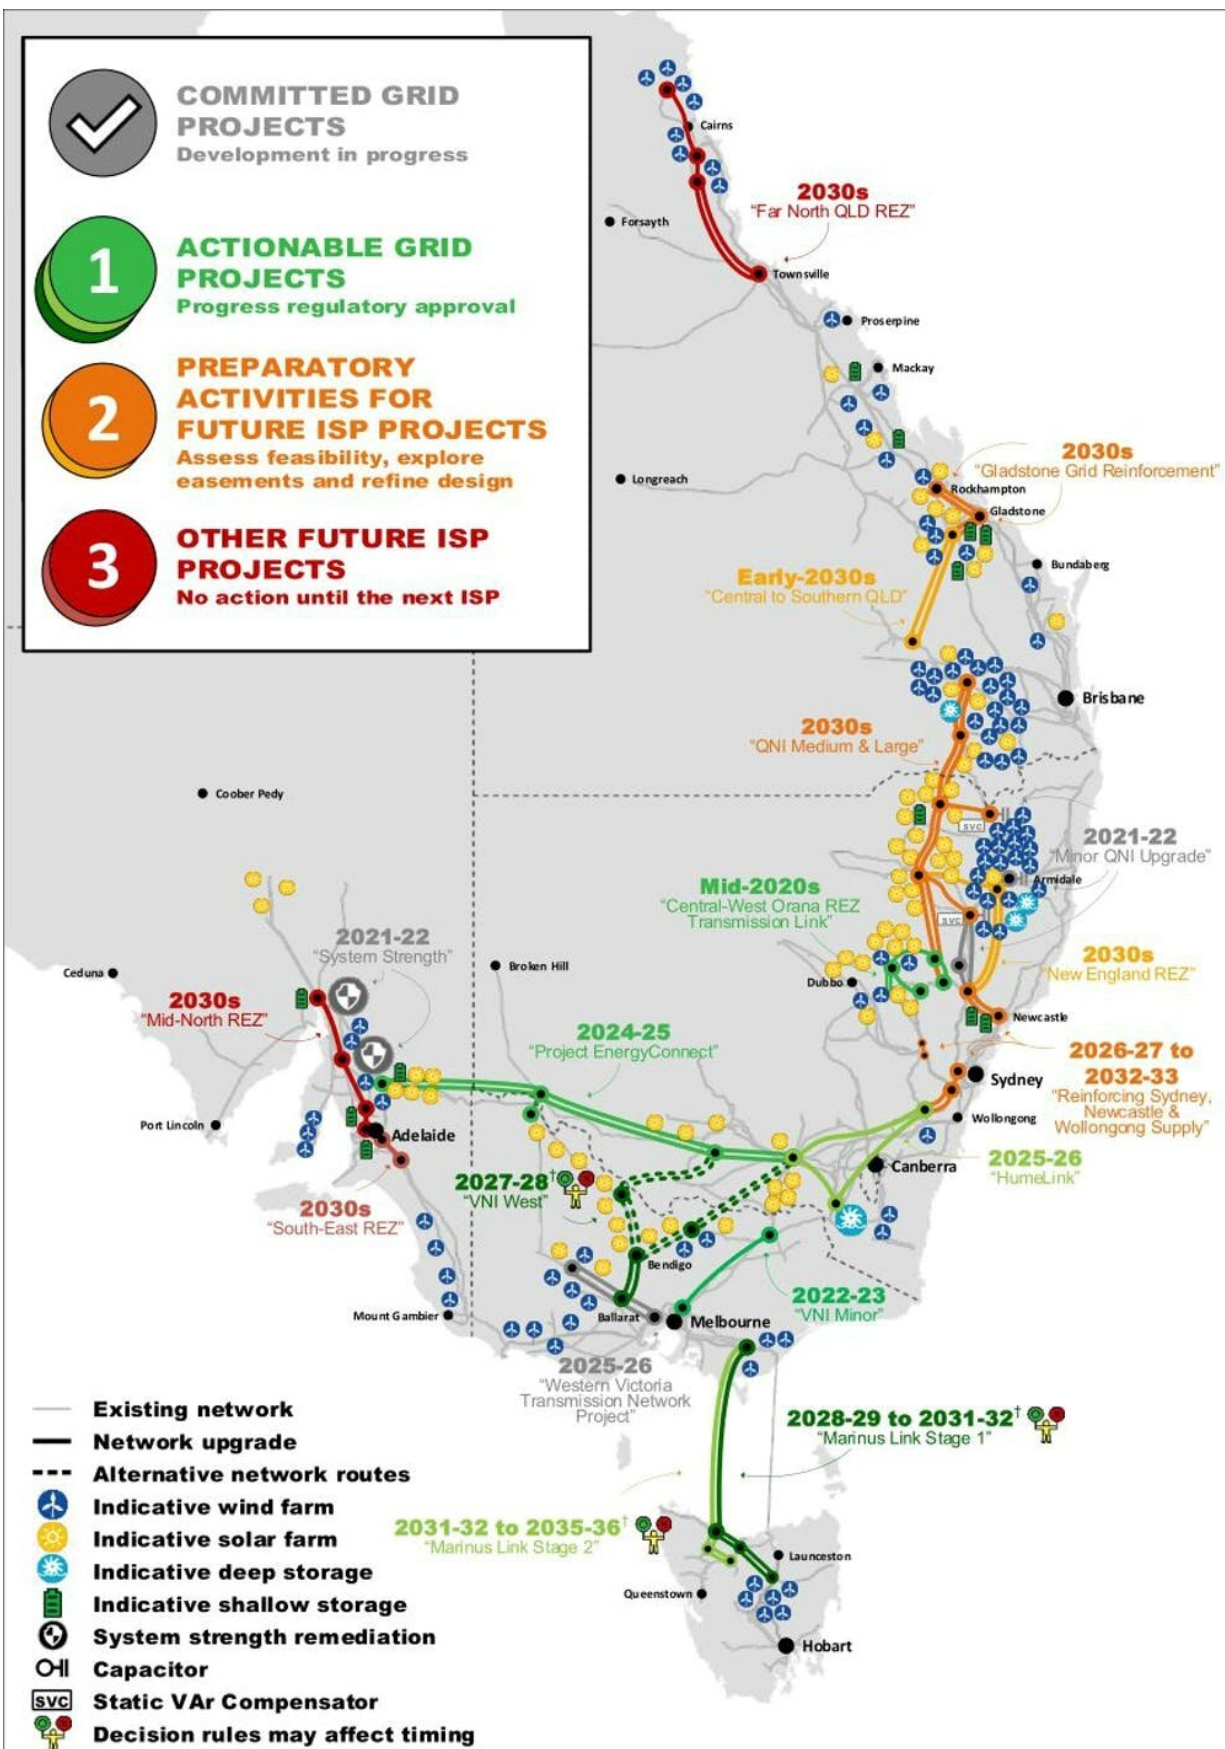 COMMITTED GRID
PROJECTS
Development in progress
1
ACTIONABLE GRID
PROJECTS
Progress regulatory approval
2
PREPARATORY
ACTIVITIES FOR
FUTURE ISP PROJECTS
Assess feasibility, explore
easements and refine design
3
OTHER FUTURE ISP
PROJECTS
No action until the next ISP
Cairns
2030s
"Far North QLD REZ"
Forsayth
Townsville
Proserpine
Mackay
2030s
"Gladstone Grid Reinforcement"
Longreach
Rockhampton
Gladstone
Bundaberg
Early-2030s
"Central to Southern QLD"
Brisbane
2030s
"QNI Medium & Large"
Coober Pedy
SVC
2021-22
"Minor QNI Upgrade"
Armidale
Mid-2020s
"Central-West Orana REZ
Transmission Link"
SVC
2021-22
"System Strength"
2030s
"New England REZ"
Broken Hill
Ceduna
Dubbo
2030s
"Mid-North REZ"
Newcastle
2024-25
"Project EnergyConnect"
2026-27 to
2032-33
"Reinforcing Sydney,
Newcastle &
Wollongong Supply"
Sydney
Wollongong
Port Lincoln
Adelaide
2025-26
"HumeLink"
Canberra
2027-28†
"VNI West"
2030s
"South-East REZ"
Bendigo
2022-23
"VNI Minor"
Mount Gambier
Ballarat
Melbourne
2025-26
"Western Victoria
Transmission Network
Project"
2028-29 to 2031-32†
"Marinus Link Stage 1"
2031-32 to 2035-36†
"Marinus Link Stage 2"
Launceston
Queenstown
Hobart
Existing network
Network upgrade
Alternative network routes
Indicative wind farm
Indicative solar farm
Indicative deep storage
Indicative shallow storage
System strength remediation
Capacitor
SVC Static VAr Compensator
Decision rules may affect timing